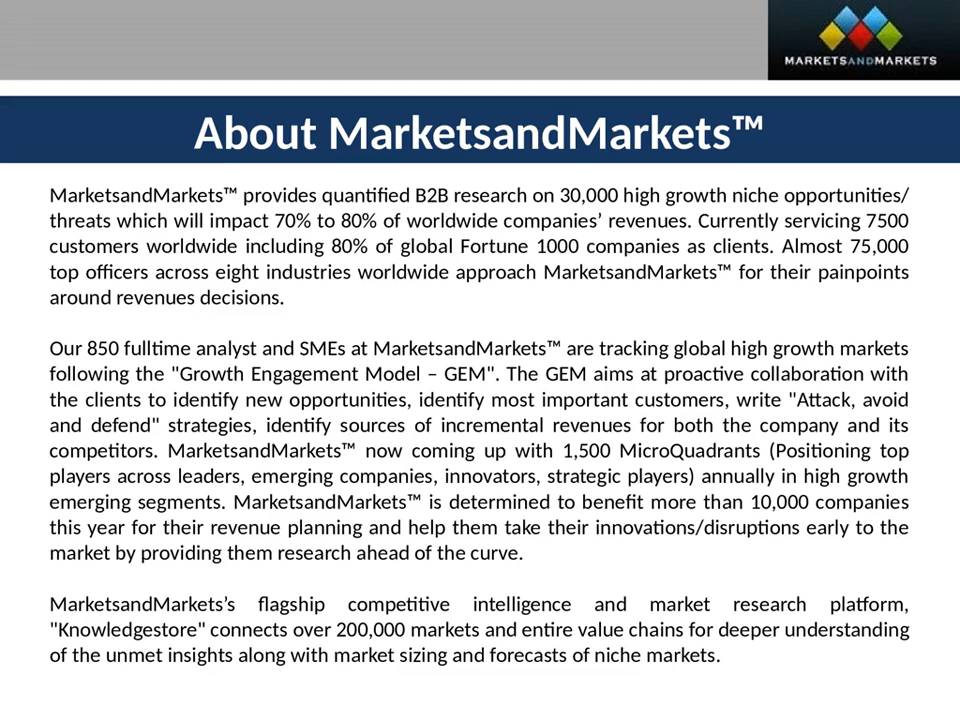 MARKETSANDMARKETS
About MarketsandMarkets™
MarketsandMarkets™ provides quantified B2B research on 30,000 high growth niche opportunities/
threats which will impact 70% to 80% of worldwide companies’ revenues. Currently servicing 7500
customers worldwide including 80% of global Fortune 1000 companies as clients. Almost 75,000
top officers across eight industries worldwide approach MarketsandMarkets™ for their painpoints
around revenues decisions.
Our 850 fulltime analyst and SMEs at MarketsandMarkets™ are tracking global high growth markets
following the "Growth Engagement Model – GEM". The GEM aims at proactive collaboration with
the clients to identify new opportunities, identify most important customers, write "Attack, avoid
and defend" strategies, identify sources of incremental revenues for both the company and its
competitors. MarketsandMarkets™ now coming up with 1,500 MicroQuadrants (Positioning top
players across leaders, emerging companies, innovators, strategic players) annually in high growth
emerging segments. MarketsandMarkets™ is determined to benefit more than 10,000 companies
this year for their revenue planning and help them take their innovations/disruptions early to the
market by providing them research ahead of the curve.
MarketsandMarkets’s flagship competitive intelligence and market research platform,
"Knowledgestore" connects over 200,000 markets and entire value chains for deeper understanding
of the unmet insights along with market sizing and forecasts of niche markets.